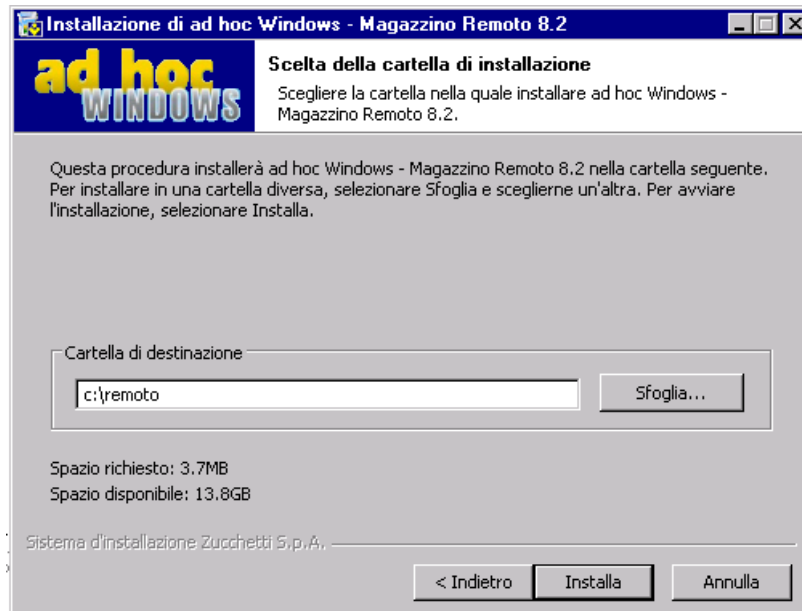 Installazione di ad hoc Windows - Magazzino Remoto 8.2
ad hoc
WINDOWS
Scelta della cartella di installazione
Scegliere la cartella nella quale installare ad hoc Windows -
Magazzino Remoto 8.2.
Questa procedura installerà ad hoc Windows - Magazzino Remoto 8.2 nella cartella seguente.
Per installare in una cartella diversa, selezionare Sfoglia e sceglierne un'altra. Per avviare
l'installazione, selezionare Installa.
Cartella di destinazione
c:\remoto
Sfoglia...
Spazio richiesto: 3.7MB
Spazio disponibile: 13.8GB
Sistema d'installazione Zucchetti S.p.A.
< Indietro
Installa
Annulla